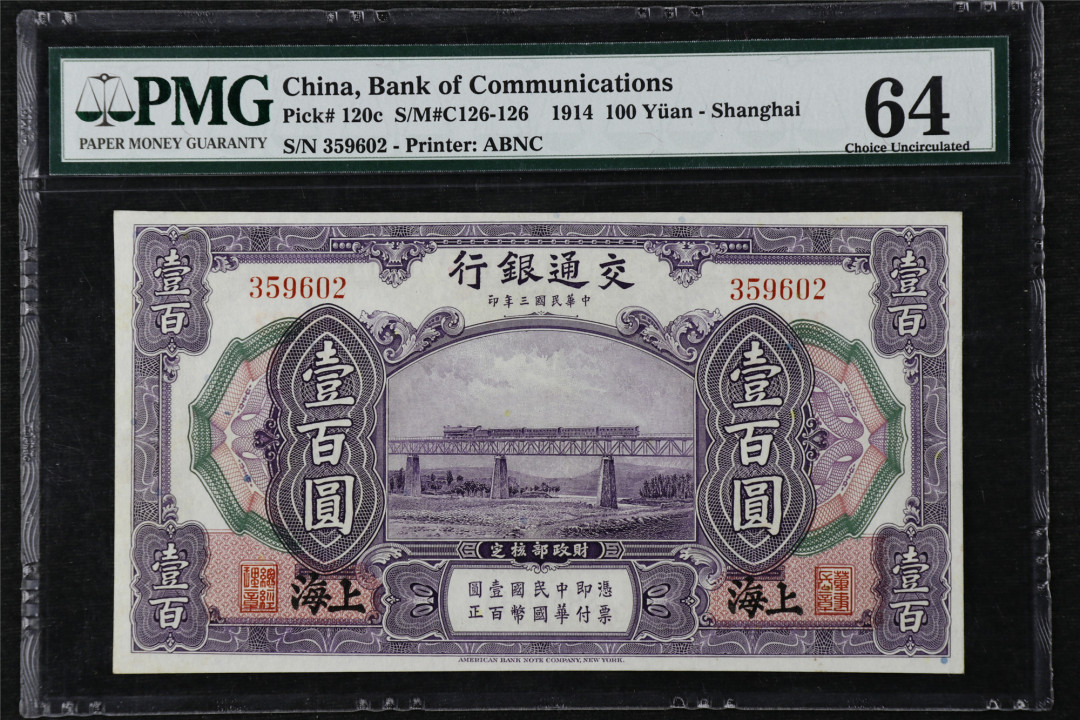 PMG
PAPER MONEY GUARANTY
China, Bank of Communications
Pick# 120c S/M#C126-126 1914 100 Yüan - Shanghai
S/N 359602 - Printer: ABNC
64
Choice Uncirculated
壹百
行銀通交
壹百
359602
印年三國民華中
359602
壹百圓
壹百圓
定核部政財
圓壹國民中即憑
正百幣國華付票
壹百
海上
海上
壹百
AMERICAN BANK NOTE COMPANY, NEW YORK.